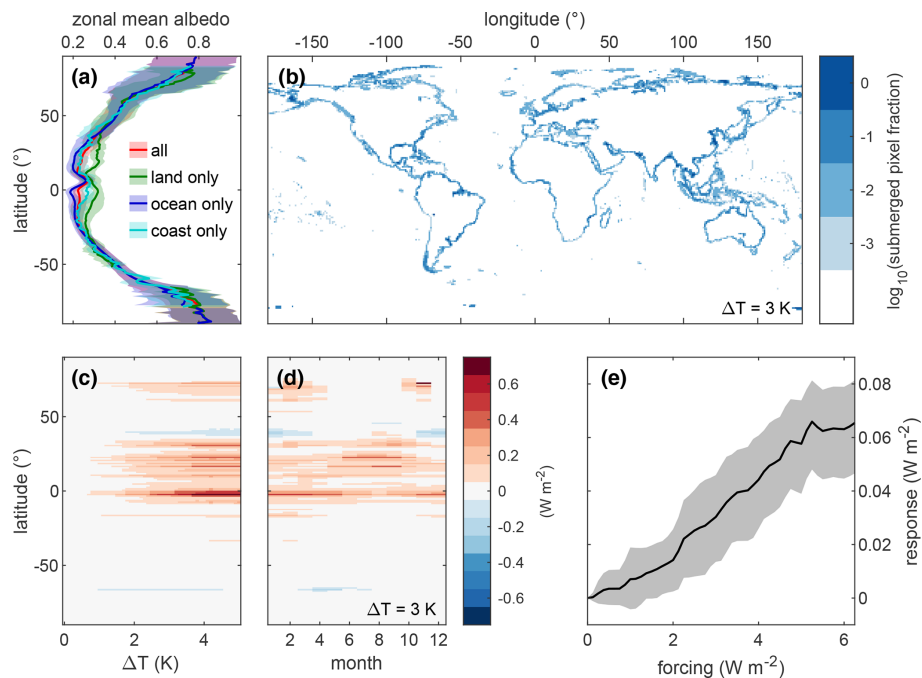 zonal mean albedo
0.2 0.4 0.6 0.8
longitude (°)
-150 -100 -50 0 50 100 150
(a)
(b)
50
0
-50
latitude (°)
all
land only
ocean only
coast only
ΔT = 3 K
0
-1
-2
-3
log10(submerged pixel fraction)
(c)
(d)
(e)
50
0
-50
latitude (°)
0 2 4
ΔT (K)
ΔT = 3 K
2 4 6 8 10 12
month
0.6
0.4
0.2
0
-0.2
-0.4
-0.6
(W m-2)
0.08
0.06
0.04
0.02
0
response (W m-2)
0 2 4 6
forcing (W m-2)